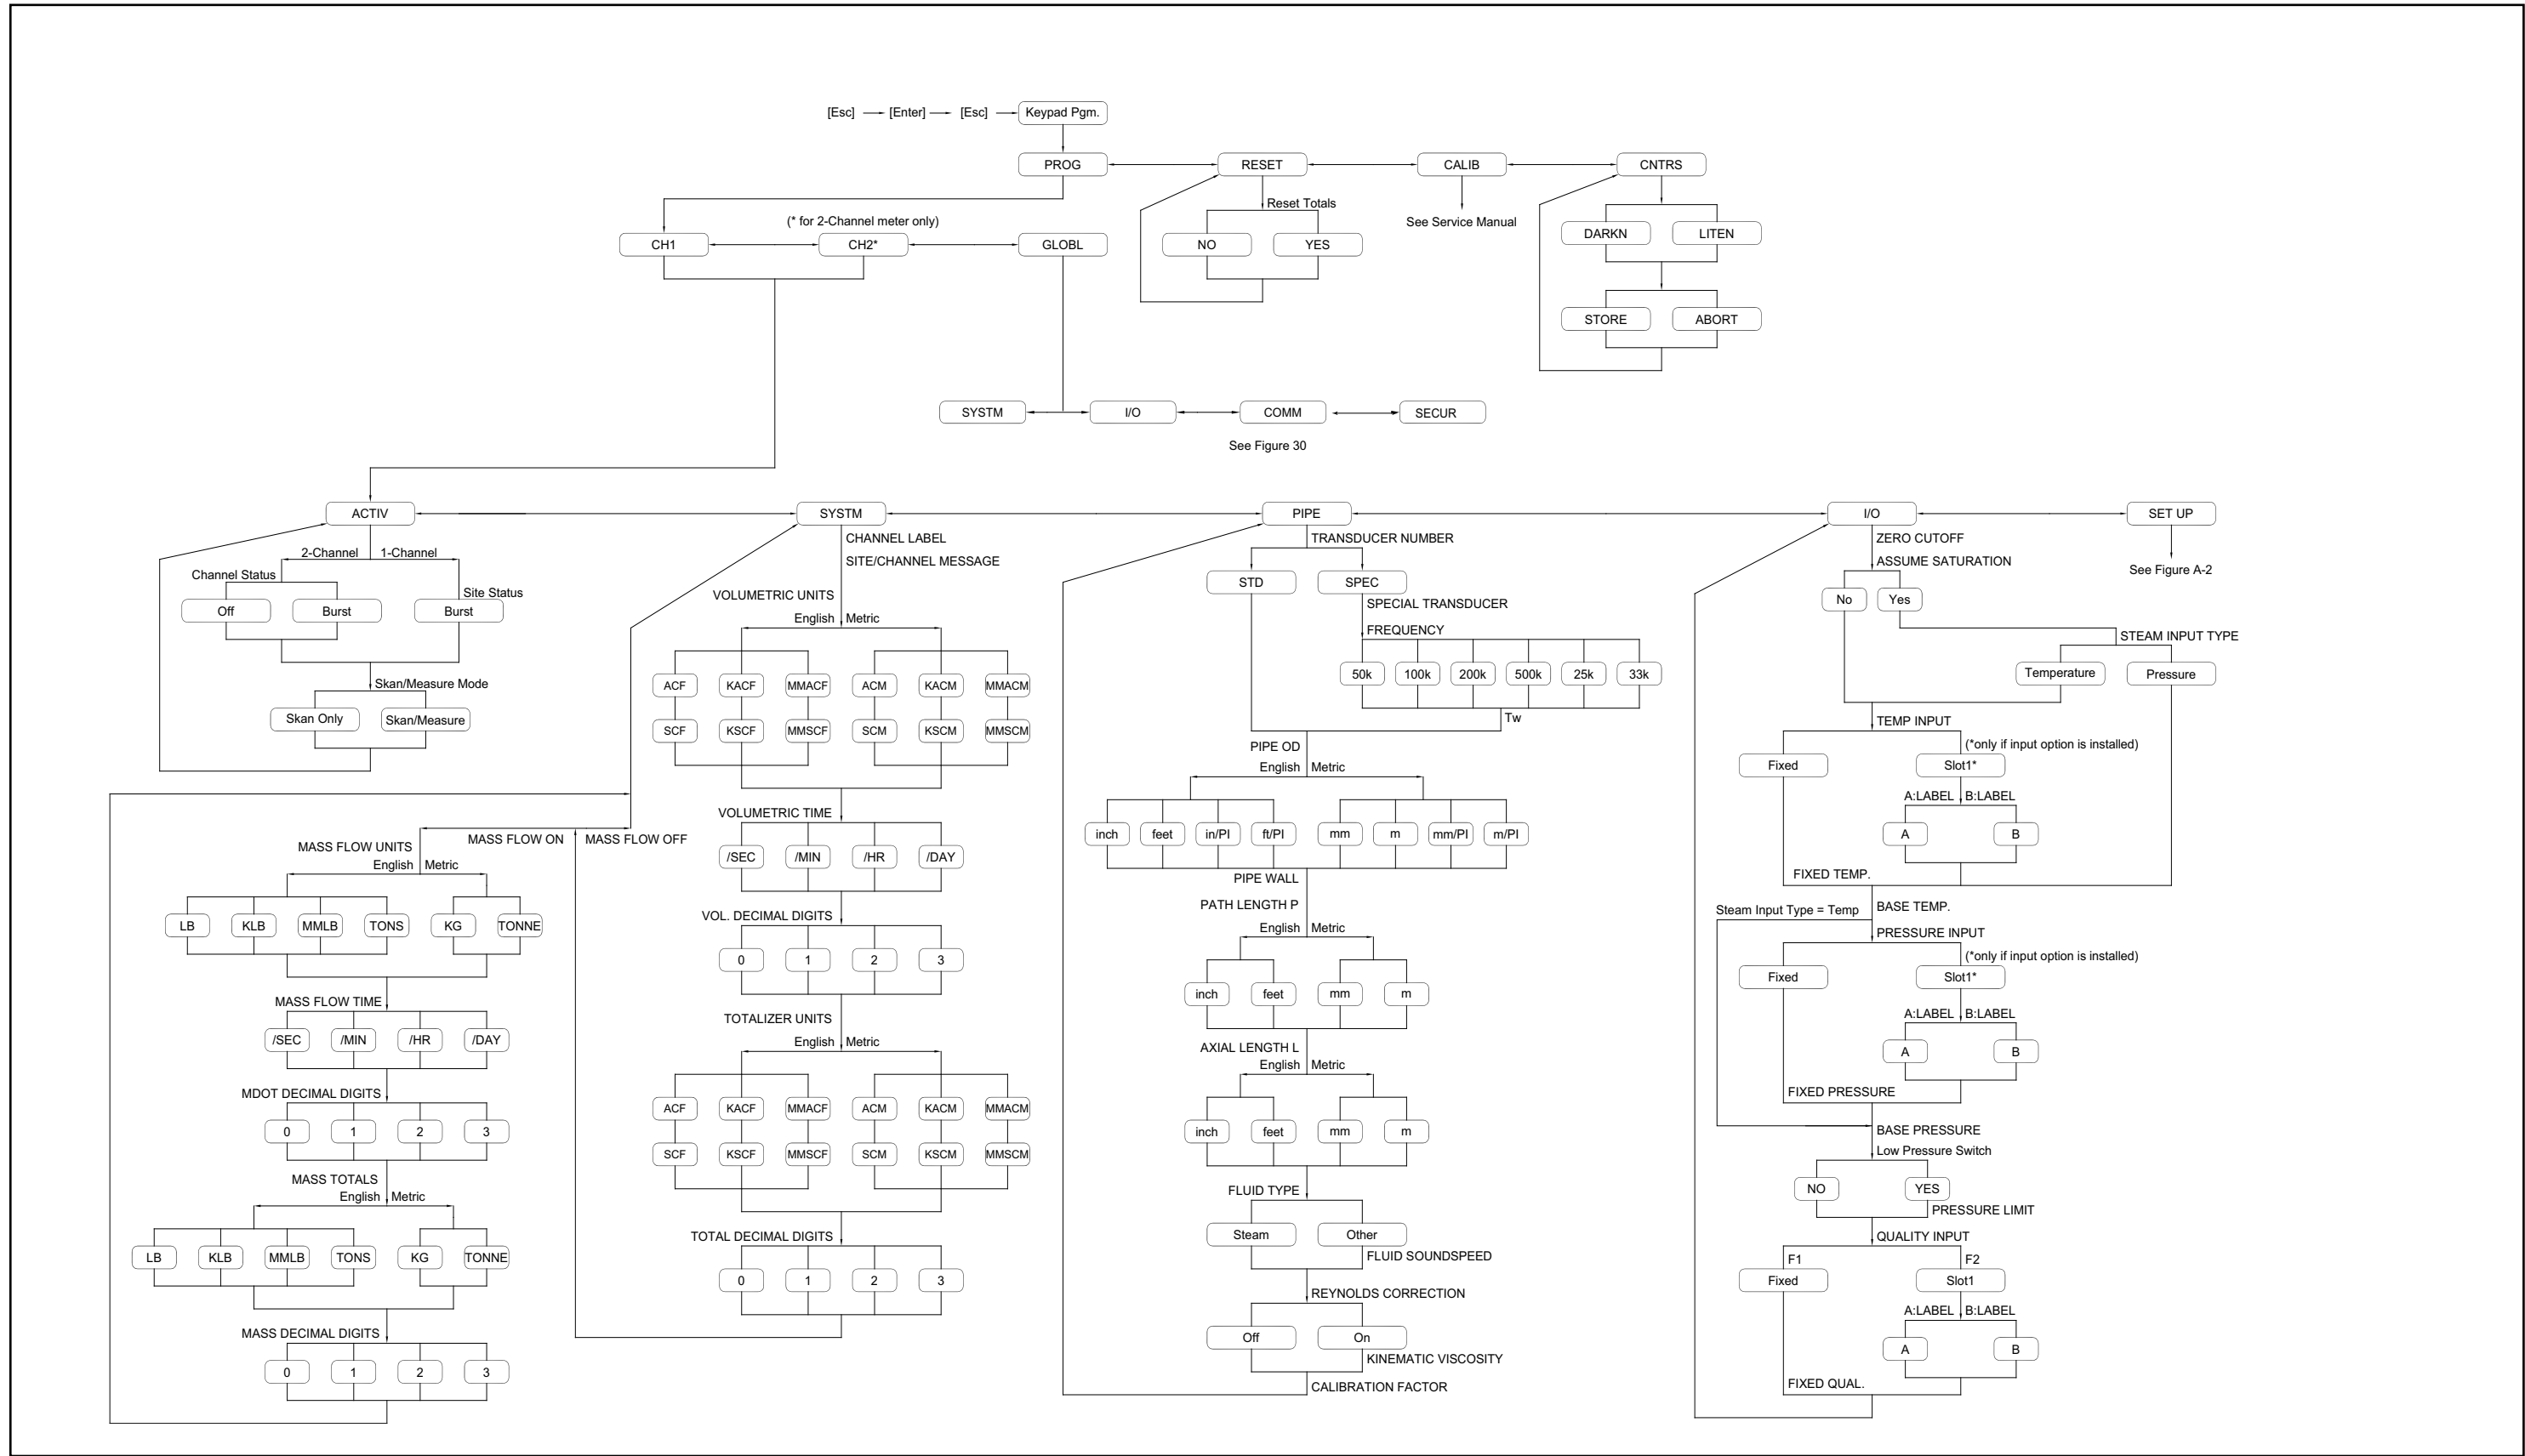 [Esc] [Enter] [Esc] Keypad Pgm.
PROG RESET CALIB CNTRS
Reset Totals
See Service Manual
(* for 2-Channel meter only)
CH1 CH2* GLOBL NO YES DARKN LITEN
STORE ABORT
SYSTM I/O COMM SECUR
See Figure 30
ACTIV SYSTM PIPE I/O SET UP
See Figure A-2
2-Channel 1-Channel
Channel Status
Site Status
Off Burst Burst
Skan/Measure Mode
Skan Only Skan/Measure
MASS FLOW ON MASS FLOW OFF
MASS FLOW UNITS
English Metric
LB KLB MMLB TONS KG TONNE
MASS FLOW TIME
/SEC /MIN /HR /DAY
MDOT DECIMAL DIGITS
0 1 2 3
MASS TOTALS
English Metric
LB KLB MMLB TONS KG TONNE
MASS DECIMAL DIGITS
0 1 2 3
CHANNEL LABEL
SITE/CHANNEL MESSAGE
VOLUMETRIC UNITS
English Metric
ACF KACF MMACF ACM KACM MMACM
SCF KSCF MMSCF SCM KSCM MMSCM
VOLUMETRIC TIME
/SEC /MIN /HR /DAY
VOL. DECIMAL DIGITS
0 1 2 3
TOTALIZER UNITS
English Metric
ACF KACF MMACF ACM KACM MMACM
SCF KSCF MMSCF SCM KSCM MMSCM
TOTAL DECIMAL DIGITS
0 1 2 3
TRANSDUCER NUMBER
STD SPEC
SPECIAL TRANSDUCER
FREQUENCY
50k 100k 200k 500k 25k 33k
Tw
PIPE OD
English Metric
inch feet in/PI ft/PI mm m mm/PI m/PI
PIPE WALL
PATH LENGTH P
English Metric
inch feet mm m
AXIAL LENGTH L
English Metric
inch feet mm m
FLUID TYPE
Steam Other
FLUID SOUNDSPEED
REYNOLDS CORRECTION
Off On
KINEMATIC VISCOSITY
CALIBRATION FACTOR
ZERO CUTOFF
ASSUME SATURATION
No Yes
STEAM INPUT TYPE
Temperature Pressure
TEMP INPUT
(*only if input option is installed)
Fixed Slot1*
A:LABEL B:LABEL
A B
FIXED TEMP.
BASE TEMP.
Steam Input Type = Temp
PRESSURE INPUT
(*only if input option is installed)
Fixed Slot1*
A:LABEL B:LABEL
A B
FIXED PRESSURE
BASE PRESSURE
Low Pressure Switch
NO YES
PRESSURE LIMIT
QUALITY INPUT
F1 F2
Fixed Slot1
A:LABEL B:LABEL
A B
FIXED QUAL.